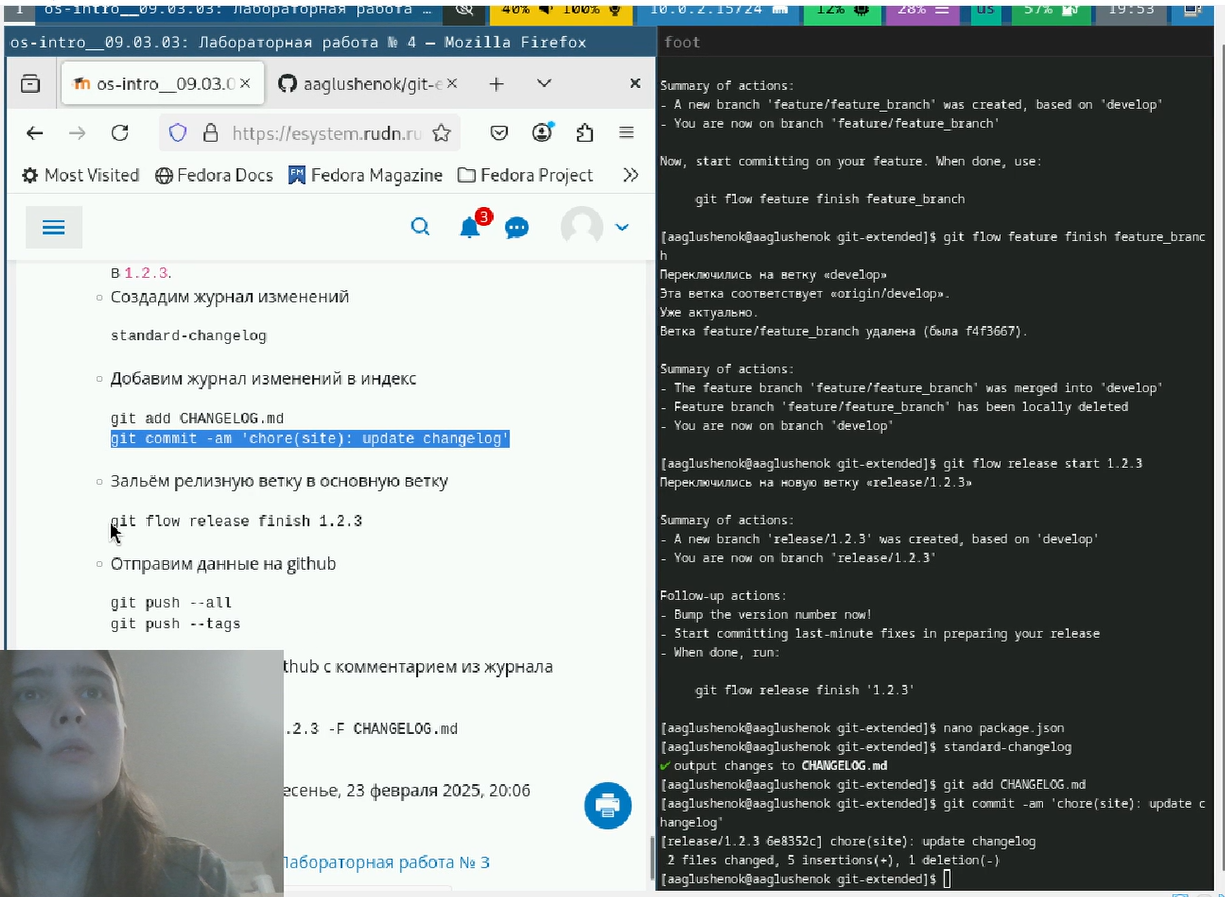 1 os-intro__09.03.03: Лабораторная работа … 40% 100% 10.0.2.15724 12% 28% us 57% 19:53
os-intro__09.03.03: Лабораторная работа № 4 — Mozilla Firefox
os-intro__09.03.0 × aaglushenok/git-e ×
https://esystem.rudn.ru
Most Visited Fedora Docs Fedora Magazine Fedora Project
3
в 1.2.3.
Создадим журнал изменений
standard-changelog
Добавим журнал изменений в индекс
git add CHANGELOG.md
git commit -am 'chore(site): update changelog'
Зальём релизную ветку в основную ветку
git flow release finish 1.2.3
Отправим данные на github
git push --all
git push --tags
thub с комментарием из журнала
.2.3 -F CHANGELOG.md
есенье, 23 февраля 2025, 20:06
Лабораторная работа № 3
foot
Summary of actions:
- A new branch 'feature/feature_branch' was created, based on 'develop'
- You are now on branch 'feature/feature_branch'
Now, start committing on your feature. When done, use:
git flow feature finish feature_branch
[aaglushenok@aaglushenok git-extended]$ git flow feature finish feature_branc
h
Переключились на ветку «develop»
Эта ветка соответствует «origin/develop».
Уже актуально.
Ветка feature/feature_branch удалена (была f4f3667).
Summary of actions:
- The feature branch 'feature/feature_branch' was merged into 'develop'
- Feature branch 'feature/feature_branch' has been locally deleted
- You are now on branch 'develop'
[aaglushenok@aaglushenok git-extended]$ git flow release start 1.2.3
Переключились на новую ветку «release/1.2.3»
Summary of actions:
- A new branch 'release/1.2.3' was created, based on 'develop'
- You are now on branch 'release/1.2.3'
Follow-up actions:
- Bump the version number now!
- Start committing last-minute fixes in preparing your release
- When done, run:
git flow release finish '1.2.3'
[aaglushenok@aaglushenok git-extended]$ nano package.json
[aaglushenok@aaglushenok git-extended]$ standard-changelog
✔ output changes to CHANGELOG.md
[aaglushenok@aaglushenok git-extended]$ git add CHANGELOG.md
[aaglushenok@aaglushenok git-extended]$ git commit -am 'chore(site): update c
hangelog'
[release/1.2.3 6e8352c] chore(site): update changelog
2 files changed, 5 insertions(+), 1 deletion(-)
[aaglushenok@aaglushenok git-extended]$